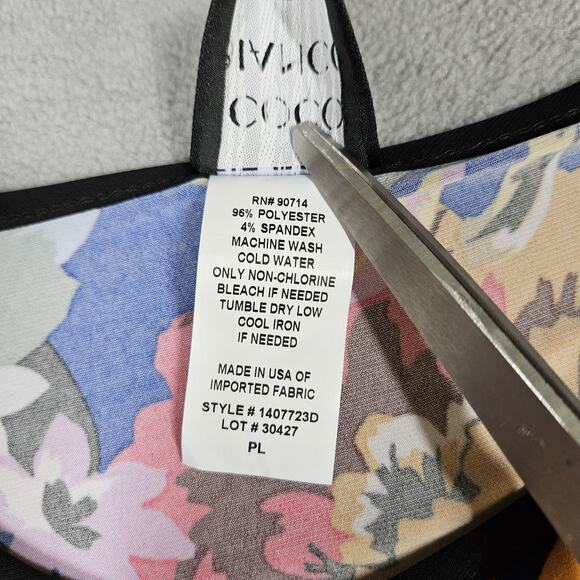 COCO
RN# 90714
96% POLYESTER
4% SPANDEX
MACHINE WASH
COLD WATER
ONLY NON-CHLORINE
BLEACH IF NEEDED
TUMBLE DRY LOW
COOL IRON
IF NEEDED
MADE IN USA OF
IMPORTED FABRIC
STYLE # 1407723D
LOT # 30427
PL